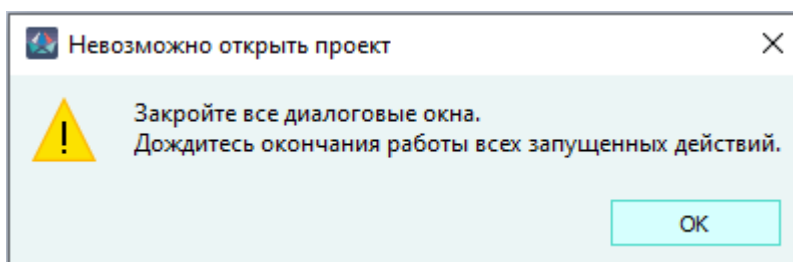 Невозможно открыть проект
Закройте все диалоговые окна.
Дождитесь окончания работы всех запущенных действий.
OK